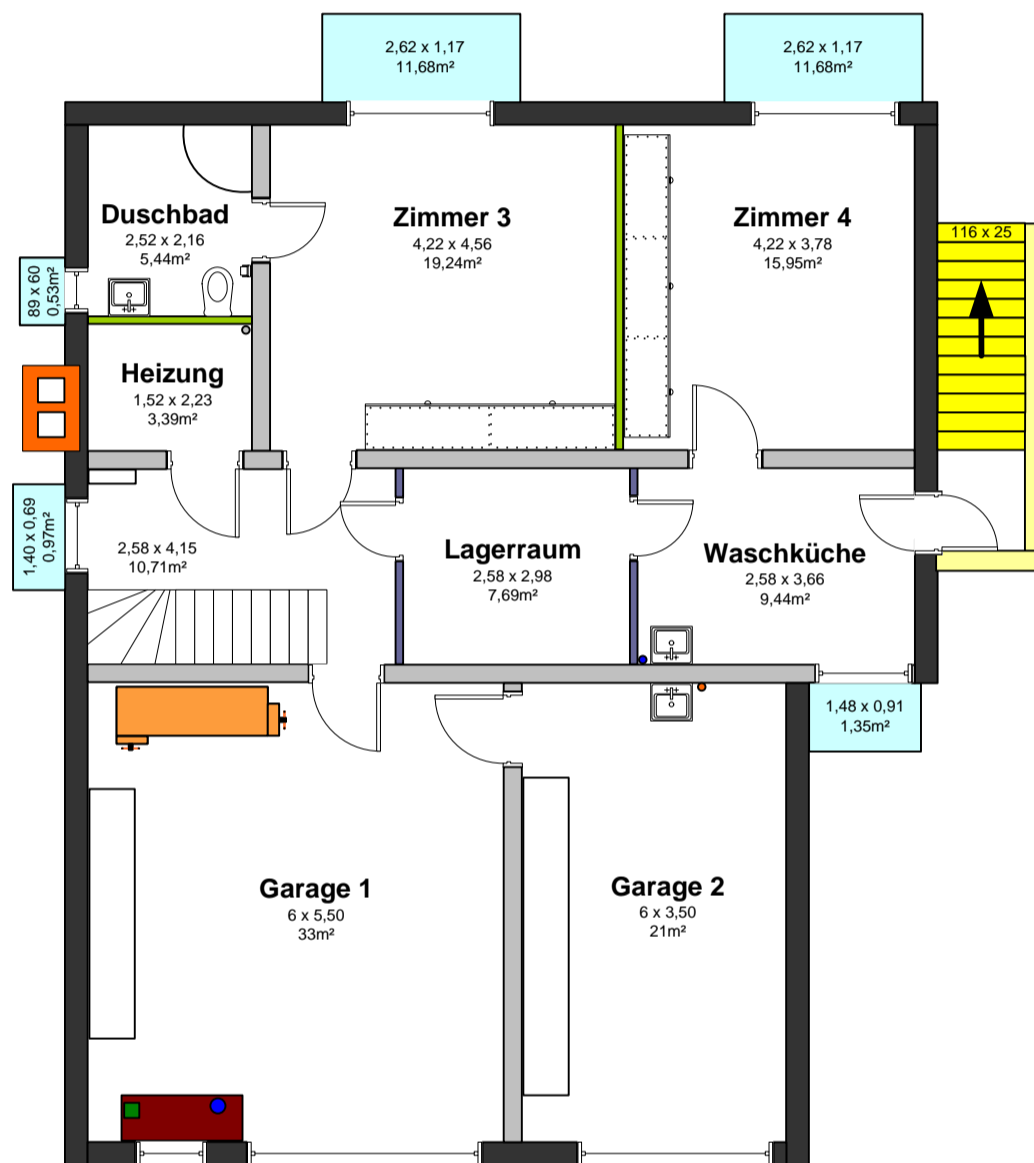 2,62 x 1,17
11,68m²
2,62 x 1,17
11,68m²
Duschbad
2,52 x 2,16
5,44m²
Zimmer 3
4,22 x 4,56
19,24m²
Zimmer 4
4,22 x 3,78
15,95m²
116 x 25
89 x 60
0,53m²
Heizung
1,52 x 2,23
3,39m²
1,40 x 0,69
0,97m²
2,58 x 4,15
10,71m²
Lagerraum
2,58 x 2,98
7,69m²
Waschküche
2,58 x 3,66
9,44m²
1,48 x 0,91
1,35m²
Garage 1
6 x 5,50
33m²
Garage 2
6 x 3,50
21m²